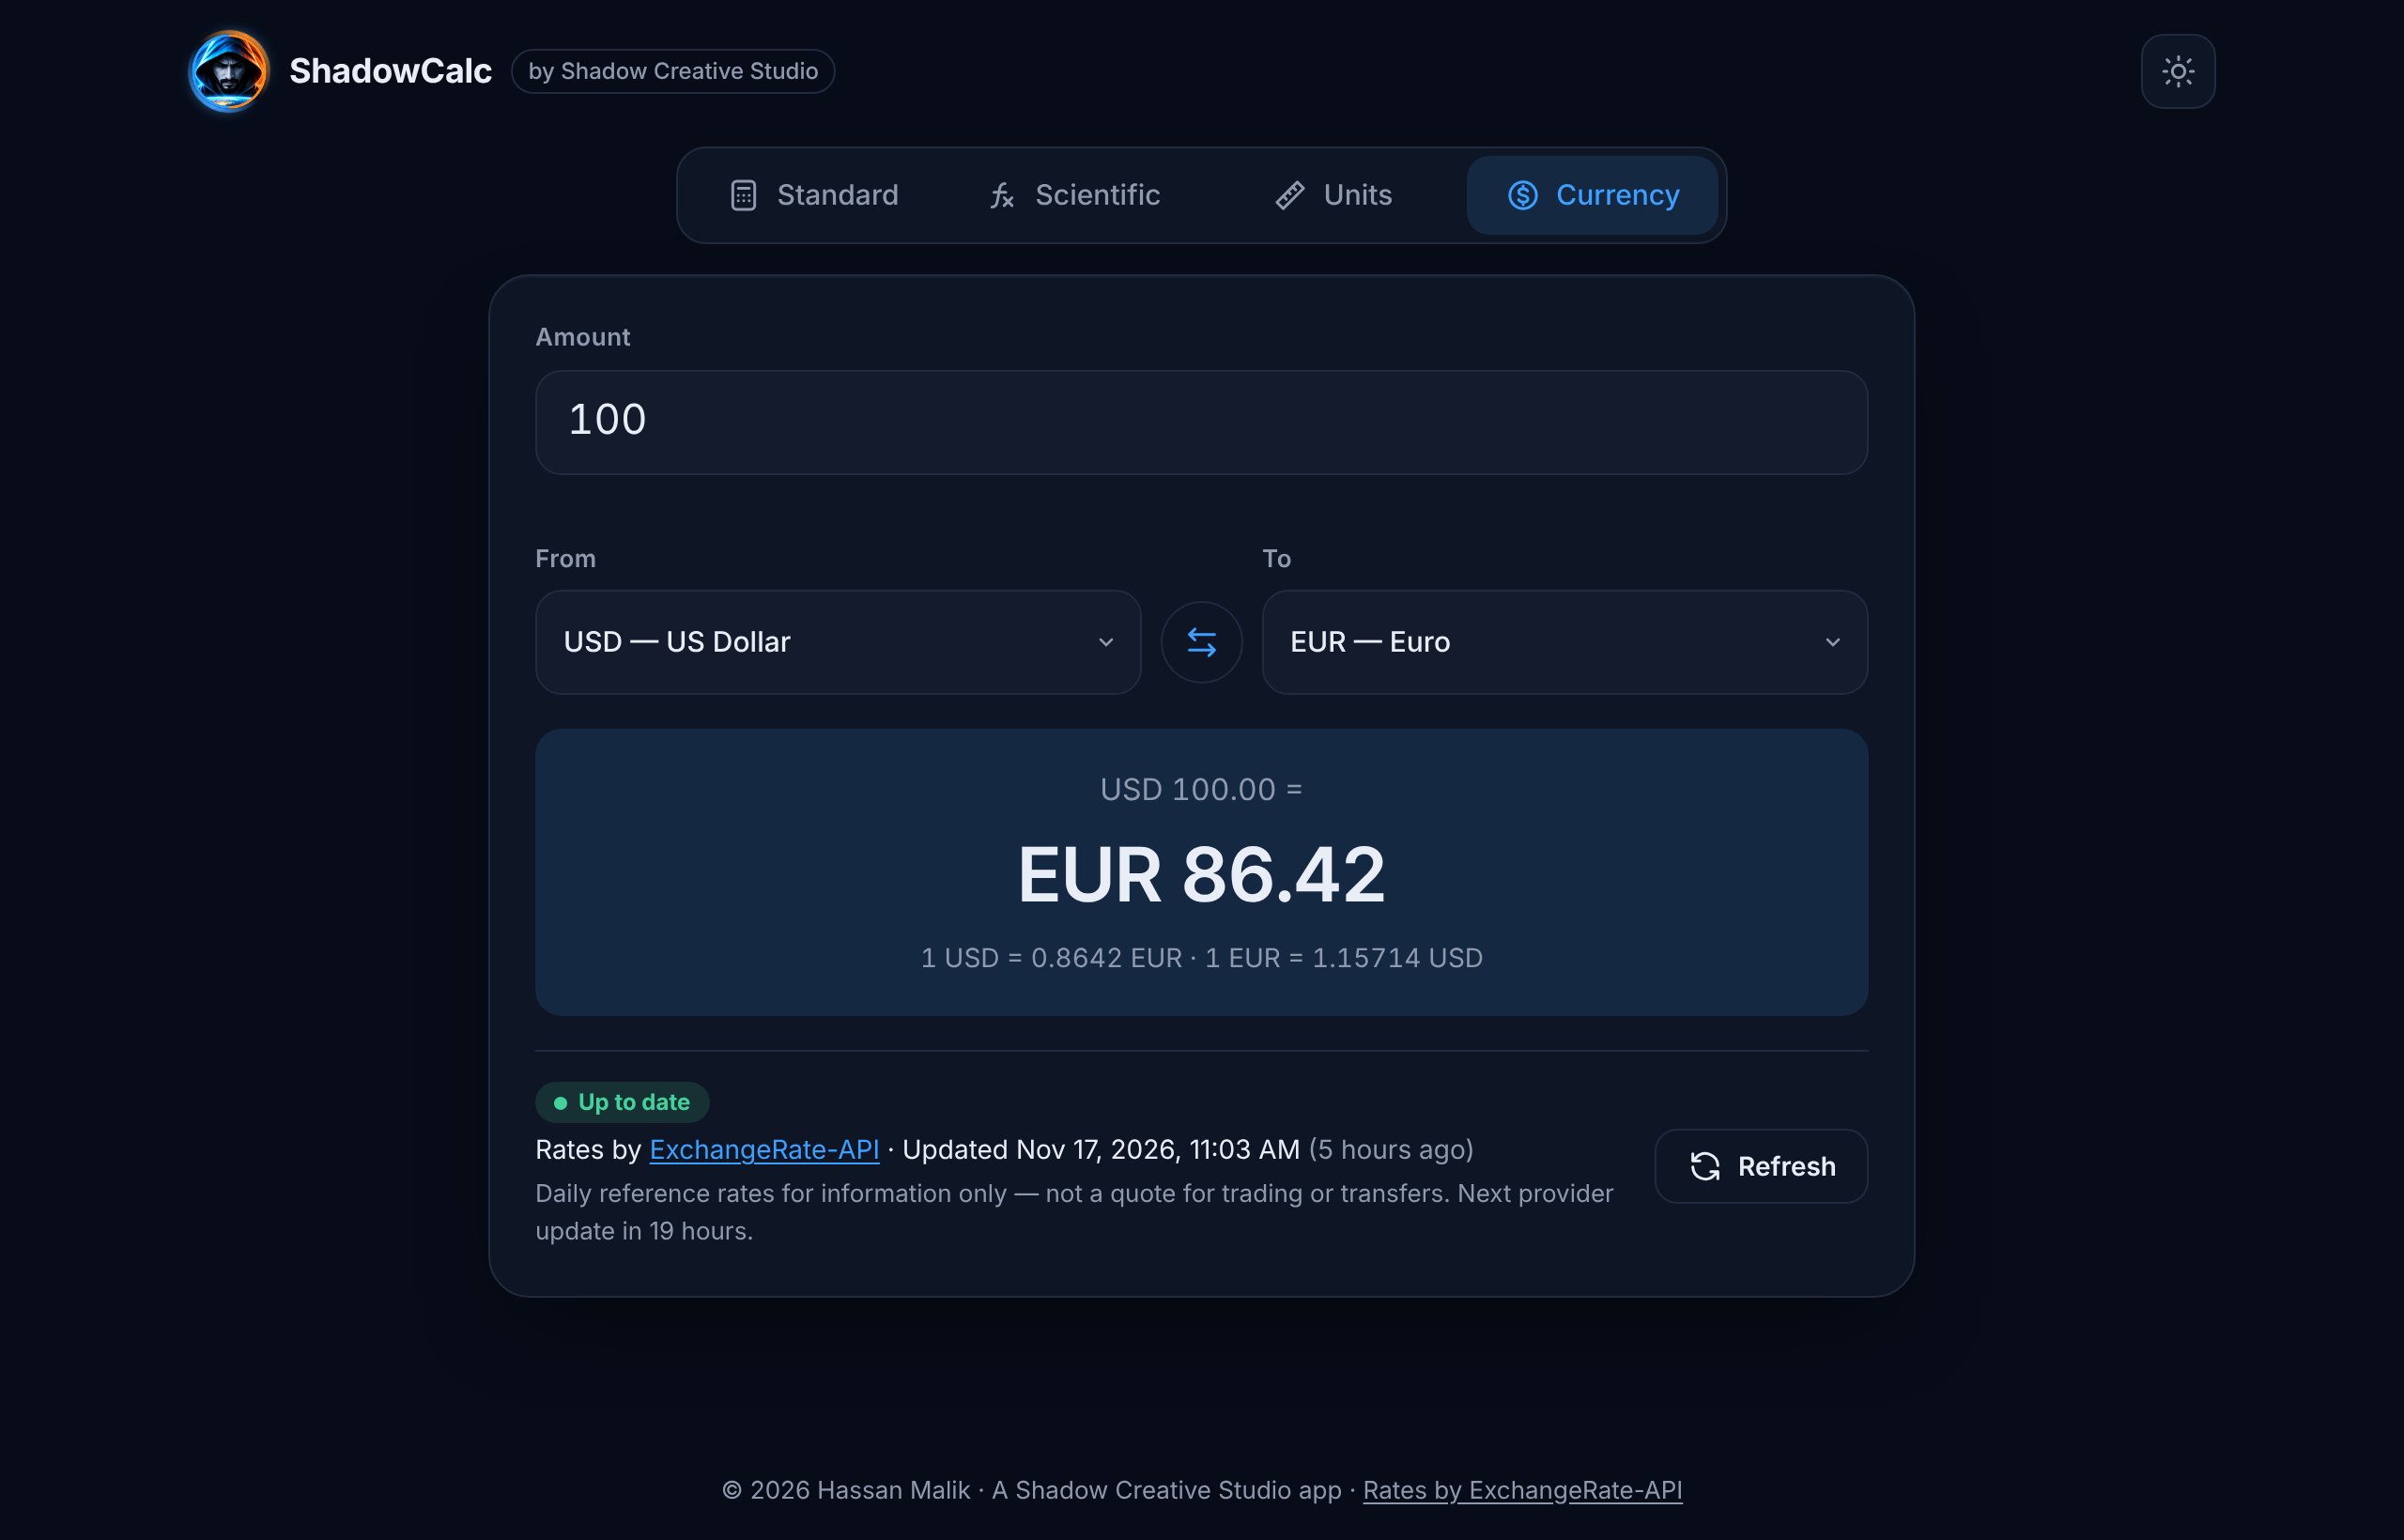 ShadowCalc by Shadow Creative Studio
Standard Scientific Units Currency
Amount
100
From To
USD — US Dollar EUR — Euro
USD 100.00 =
EUR 86.42
1 USD = 0.8642 EUR · 1 EUR = 1.15714 USD
Up to date
Rates by ExchangeRate-API · Updated Nov 17, 2026, 11:03 AM (5 hours ago)
Daily reference rates for information only — not a quote for trading or transfers. Next provider
update in 19 hours.
Refresh
© 2026 Hassan Malik · A Shadow Creative Studio app · Rates by ExchangeRate-API